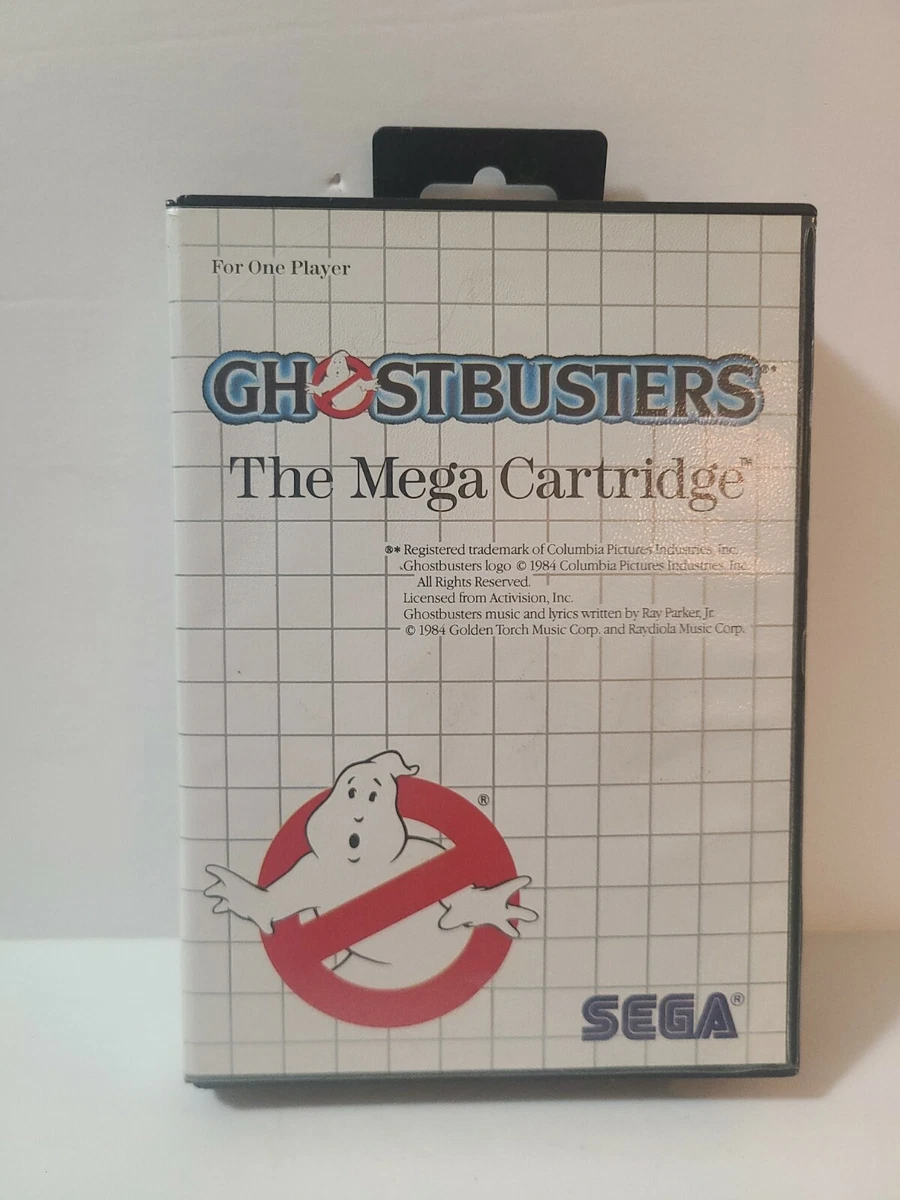 For One Player
GHOSTBUSTERS®*
The Mega Cartridge™
®* Registered trademark of Columbia Pictures Industries, Inc.
Ghostbusters logo © 1984 Columbia Pictures Industries, Inc.
All Rights Reserved.
Licensed from Activision, Inc.
Ghostbusters music and lyrics written by Ray Parker, Jr.
© 1984 Golden Torch Music Corp. and Raydiola Music Corp.
®
SEGA®